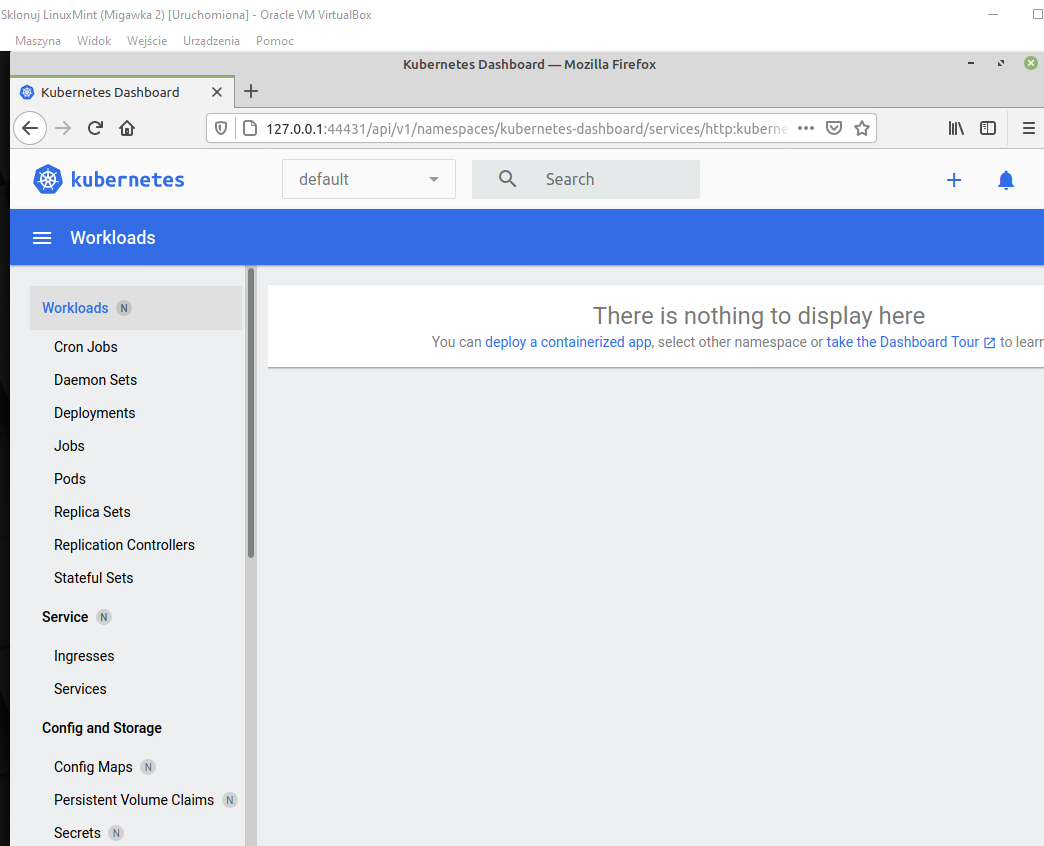 Sklonuj LinuxMint (Migawka 2) [Uruchomiona] - Oracle VM VirtualBox
Maszyna Widok Wejście Urządzenia Pomoc
Kubernetes Dashboard — Mozilla Firefox
Kubernetes Dashboard
127.0.0.1:44431/api/v1/namespaces/kubernetes-dashboard/services/http:kuberne
kubernetes
default
Search
Workloads
Workloads N
Cron Jobs
Daemon Sets
Deployments
Jobs
Pods
Replica Sets
Replication Controllers
Stateful Sets
Service N
Ingresses
Services
Config and Storage
Config Maps N
Persistent Volume Claims N
Secrets N
There is nothing to display here
You can deploy a containerized app, select other namespace or take the Dashboard Tour to learn